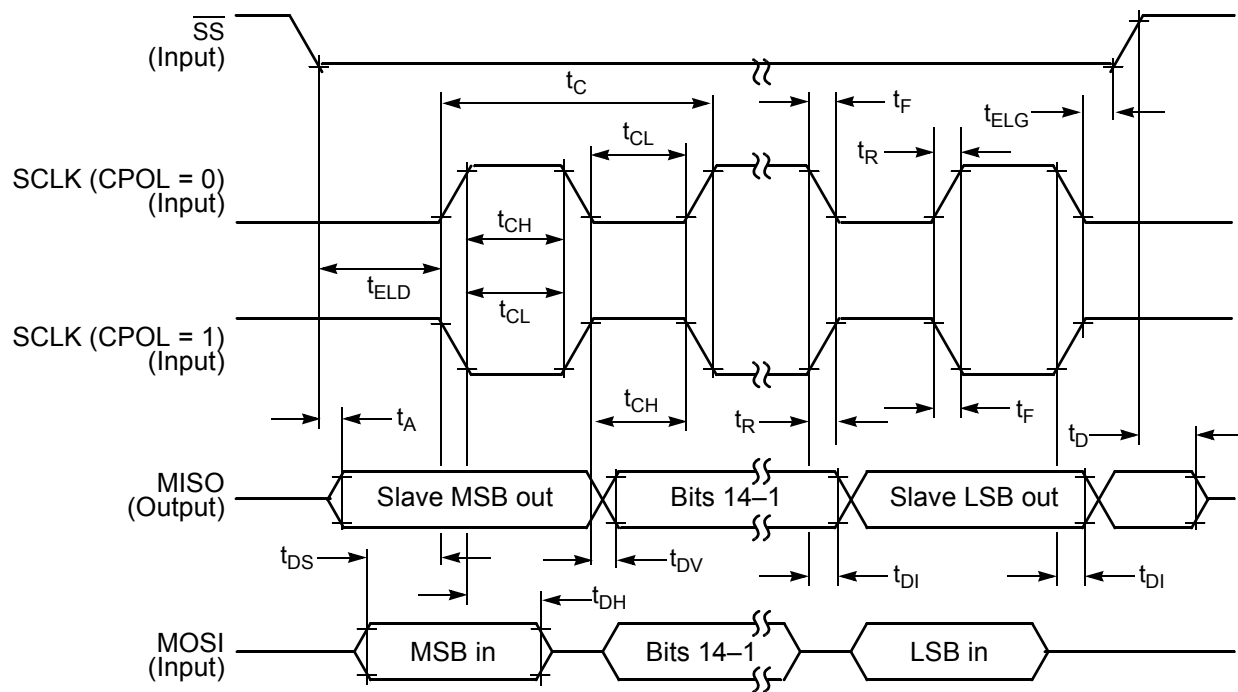 SS
(Input)
tC
tF
tELG
tCL
tR
SCLK (CPOL = 0)
(Input)
tCH
tELD
tCL
SCLK (CPOL = 1)
(Input)
tA
tCH
tR
tF
tD
MISO
(Output)
Slave MSB out
Bits 14–1
Slave LSB out
tDS
tDV
tDI
tDI
tDH
MOSI
(Input)
MSB in
Bits 14–1
LSB in